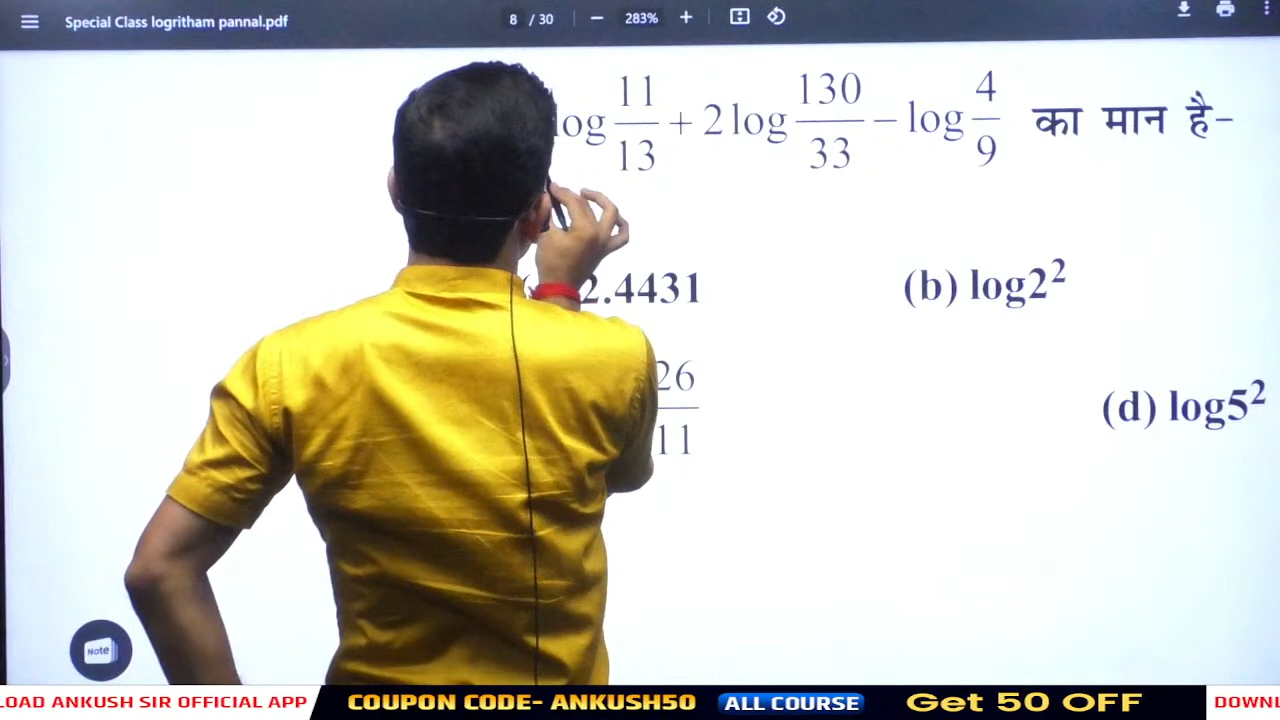 Special Class logritham pannal.pdf 8 / 30 283%
log 11/13 + 2 log 130/33 − log 4/9 का मान है-
2.4431 (b) log2²
26/11 (d) log5²
Note
LOAD ANKUSH SIR OFFICIAL APP COUPON CODE- ANKUSH50 ALL COURSE Get 50 OFF DOWNL